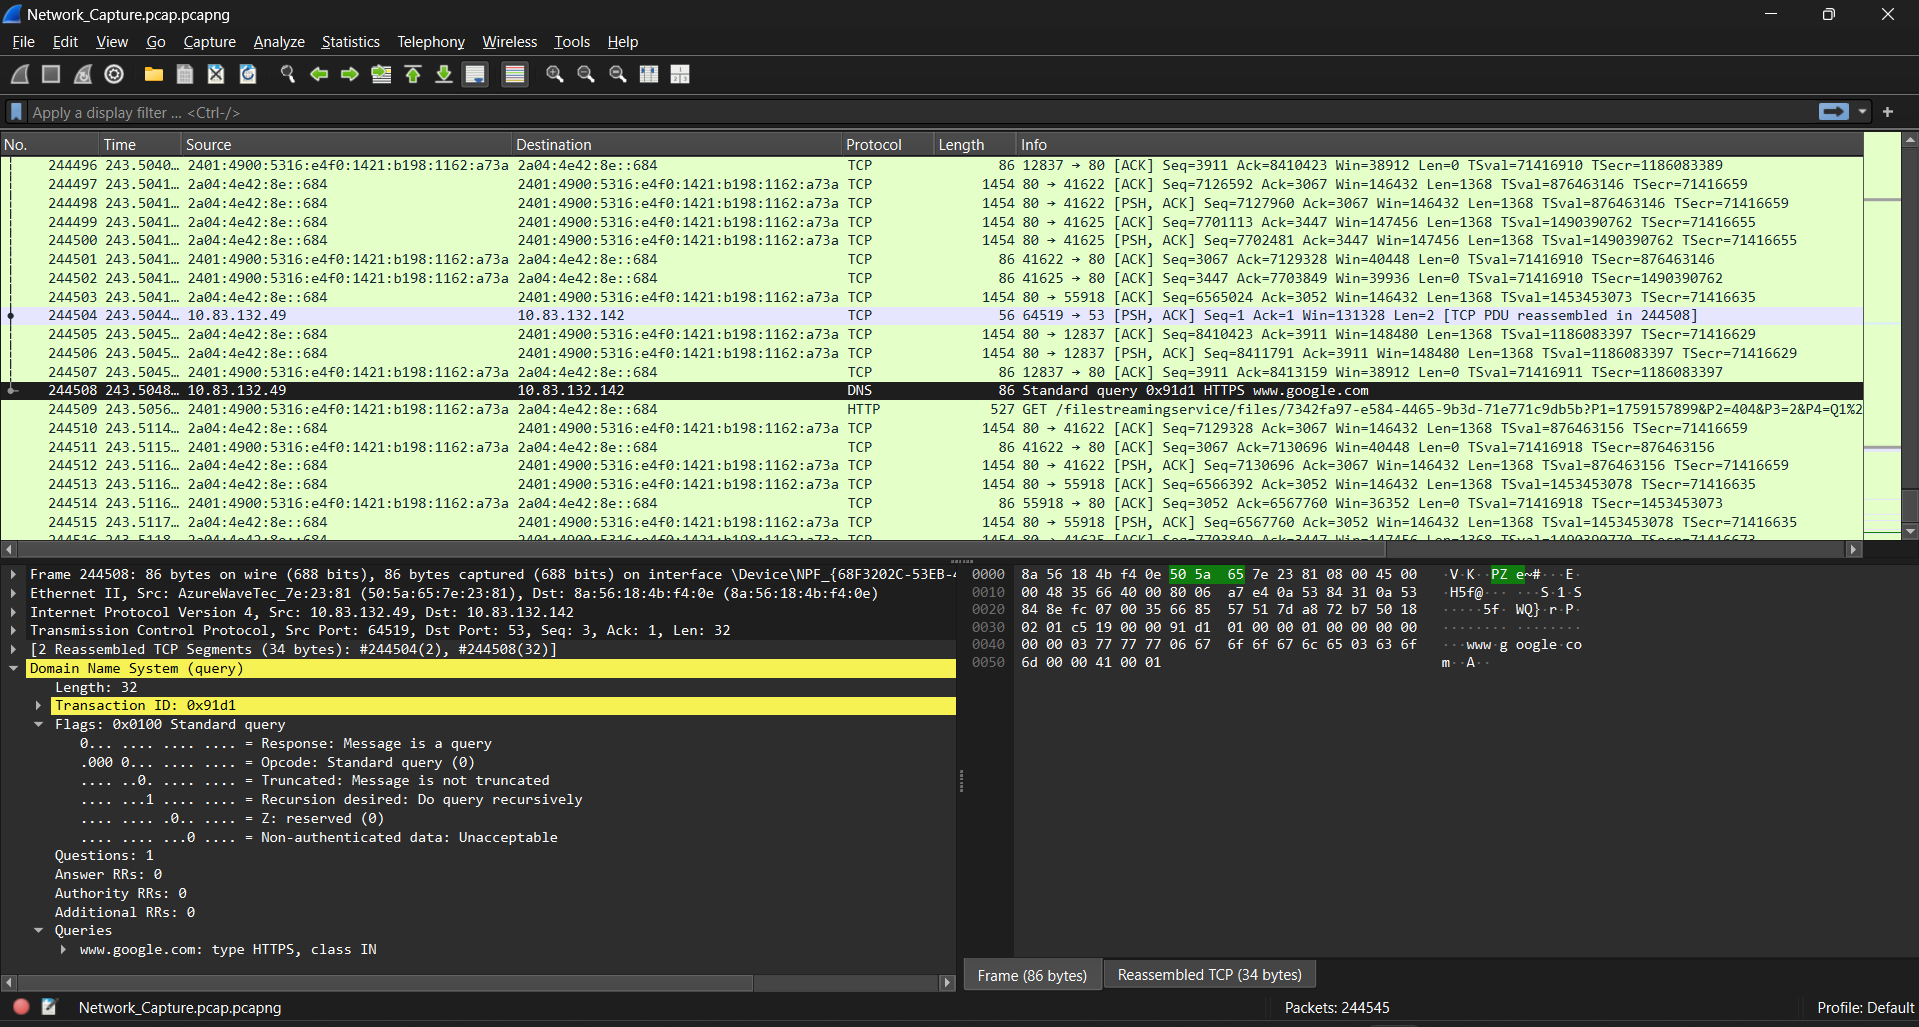 Network_Capture.pcap.pcapng
File Edit View Go Capture Analyze Statistics Telephony Wireless Tools Help
Apply a display filter ... <Ctrl-/>
No. Time Source Destination Protocol Length Info
244496 243.5040… 2401:4900:5316:e4f0:1421:b198:1162:a73a 2a04:4e42:8e::684 TCP 86 12837 → 80 [ACK] Seq=3911 Ack=8410423 Win=38912 Len=0 TSval=71416910 TSecr=1186083389
244497 243.5041… 2a04:4e42:8e::684 2401:4900:5316:e4f0:1421:b198:1162:a73a TCP 1454 80 → 41622 [ACK] Seq=7126592 Ack=3067 Win=146432 Len=1368 TSval=876463146 TSecr=71416659
244498 243.5041… 2a04:4e42:8e::684 2401:4900:5316:e4f0:1421:b198:1162:a73a TCP 1454 80 → 41622 [PSH, ACK] Seq=7127960 Ack=3067 Win=146432 Len=1368 TSval=876463146 TSecr=71416659
244499 243.5041… 2a04:4e42:8e::684 2401:4900:5316:e4f0:1421:b198:1162:a73a TCP 1454 80 → 41625 [ACK] Seq=7701113 Ack=3447 Win=147456 Len=1368 TSval=1490390762 TSecr=71416655
244500 243.5041… 2a04:4e42:8e::684 2401:4900:5316:e4f0:1421:b198:1162:a73a TCP 1454 80 → 41625 [PSH, ACK] Seq=7702481 Ack=3447 Win=147456 Len=1368 TSval=1490390762 TSecr=71416655
244501 243.5041… 2401:4900:5316:e4f0:1421:b198:1162:a73a 2a04:4e42:8e::684 TCP 86 41622 → 80 [ACK] Seq=3067 Ack=7129328 Win=40448 Len=0 TSval=71416910 TSecr=876463146
244502 243.5041… 2401:4900:5316:e4f0:1421:b198:1162:a73a 2a04:4e42:8e::684 TCP 86 41625 → 80 [ACK] Seq=3447 Ack=7703849 Win=39936 Len=0 TSval=71416910 TSecr=1490390762
244503 243.5041… 2a04:4e42:8e::684 2401:4900:5316:e4f0:1421:b198:1162:a73a TCP 1454 80 → 55918 [ACK] Seq=6565024 Ack=3052 Win=146432 Len=1368 TSval=1453453073 TSecr=71416635
244504 243.5044… 10.83.132.49 10.83.132.142 TCP 56 64519 → 53 [PSH, ACK] Seq=1 Ack=1 Win=131328 Len=2 [TCP PDU reassembled in 244508]
244505 243.5045… 2a04:4e42:8e::684 2401:4900:5316:e4f0:1421:b198:1162:a73a TCP 1454 80 → 12837 [ACK] Seq=8410423 Ack=3911 Win=148480 Len=1368 TSval=1186083397 TSecr=71416629
244506 243.5045… 2a04:4e42:8e::684 2401:4900:5316:e4f0:1421:b198:1162:a73a TCP 1454 80 → 12837 [PSH, ACK] Seq=8411791 Ack=3911 Win=148480 Len=1368 TSval=1186083397 TSecr=71416629
244507 243.5045… 2401:4900:5316:e4f0:1421:b198:1162:a73a 2a04:4e42:8e::684 TCP 86 12837 → 80 [ACK] Seq=3911 Ack=8413159 Win=38912 Len=0 TSval=71416911 TSecr=1186083397
244508 243.5048… 10.83.132.49 10.83.132.142 DNS 86 Standard query 0x91d1 HTTPS www.google.com
244509 243.5056… 2401:4900:5316:e4f0:1421:b198:1162:a73a 2a04:4e42:8e::684 HTTP 527 GET /filestreamingservice/files/7342fa97-e584-4465-9b3d-71e771c9db5b?P1=1759157899&P2=404&P3=2&P4=Q1%2
244510 243.5114… 2a04:4e42:8e::684 2401:4900:5316:e4f0:1421:b198:1162:a73a TCP 1454 80 → 41622 [ACK] Seq=7129328 Ack=3067 Win=146432 Len=1368 TSval=876463156 TSecr=71416659
244511 243.5115… 2401:4900:5316:e4f0:1421:b198:1162:a73a 2a04:4e42:8e::684 TCP 86 41622 → 80 [ACK] Seq=3067 Ack=7130696 Win=40448 Len=0 TSval=71416918 TSecr=876463156
244512 243.5116… 2a04:4e42:8e::684 2401:4900:5316:e4f0:1421:b198:1162:a73a TCP 1454 80 → 41622 [PSH, ACK] Seq=7130696 Ack=3067 Win=146432 Len=1368 TSval=876463156 TSecr=71416659
244513 243.5116… 2a04:4e42:8e::684 2401:4900:5316:e4f0:1421:b198:1162:a73a TCP 1454 80 → 55918 [ACK] Seq=6566392 Ack=3052 Win=146432 Len=1368 TSval=1453453078 TSecr=71416635
244514 243.5116… 2401:4900:5316:e4f0:1421:b198:1162:a73a 2a04:4e42:8e::684 TCP 86 55918 → 80 [ACK] Seq=3052 Ack=6567760 Win=36352 Len=0 TSval=71416918 TSecr=1453453073
244515 243.5117… 2a04:4e42:8e::684 2401:4900:5316:e4f0:1421:b198:1162:a73a TCP 1454 80 → 55918 [PSH, ACK] Seq=6567760 Ack=3052 Win=146432 Len=1368 TSval=1453453078 TSecr=71416635
Frame 244508: 86 bytes on wire (688 bits), 86 bytes captured (688 bits) on interface \Device\NPF_{68F3202C-53EB-
Ethernet II, Src: AzureWaveTec_7e:23:81 (50:5a:65:7e:23:81), Dst: 8a:56:18:4b:f4:0e (8a:56:18:4b:f4:0e)
Internet Protocol Version 4, Src: 10.83.132.49, Dst: 10.83.132.142
Transmission Control Protocol, Src Port: 64519, Dst Port: 53, Seq: 3, Ack: 1, Len: 32
[2 Reassembled TCP Segments (34 bytes): #244504(2), #244508(32)]
Domain Name System (query)
Length: 32
Transaction ID: 0x91d1
Flags: 0x0100 Standard query
0... .... .... .... = Response: Message is a query
.000 0... .... .... = Opcode: Standard query (0)
.... ..0. .... .... = Truncated: Message is not truncated
.... ...1 .... .... = Recursion desired: Do query recursively
.... .... .0.. .... = Z: reserved (0)
.... .... ...0 .... = Non-authenticated data: Unacceptable
Questions: 1
Answer RRs: 0
Authority RRs: 0
Additional RRs: 0
Queries
www.google.com: type HTTPS, class IN
0000 8a 56 18 4b f4 0e 50 5a 65 7e 23 81 08 00 45 00 ·V·K··PZ e~#···E·
0010 00 48 35 66 40 00 80 06 a7 e4 0a 53 84 31 0a 53 ·H5f@··· ···S·1·S
0020 84 8e fc 07 00 35 66 85 57 51 7d a8 72 b7 50 18 ·····5f· WQ}·r·P·
0030 02 01 c5 19 00 00 91 d1 01 00 00 01 00 00 00 00 ········ ········
0040 00 00 03 77 77 77 06 67 6f 6f 67 6c 65 03 63 6f ···www·g oogle·co
0050 6d 00 00 41 00 01 m··A··
Frame (86 bytes) Reassembled TCP (34 bytes)
Network_Capture.pcap.pcapng Packets: 244545 Profile: Default